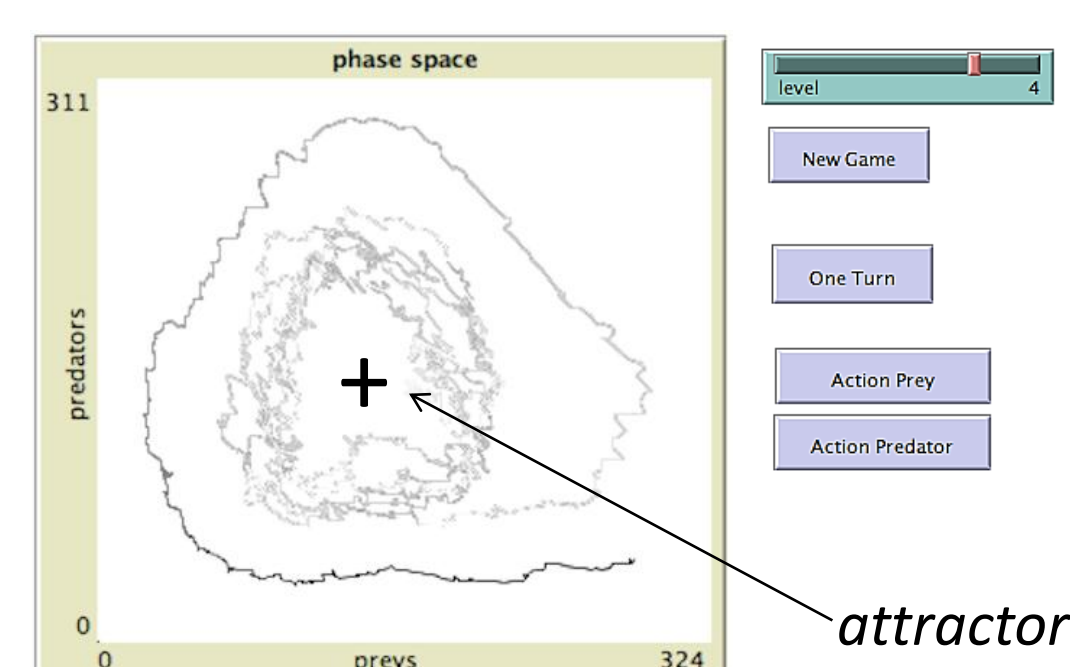 phase space
311
predators
0
0
preys
324
level
4
New Game
One Turn
Action Prey
Action Predator
attractor